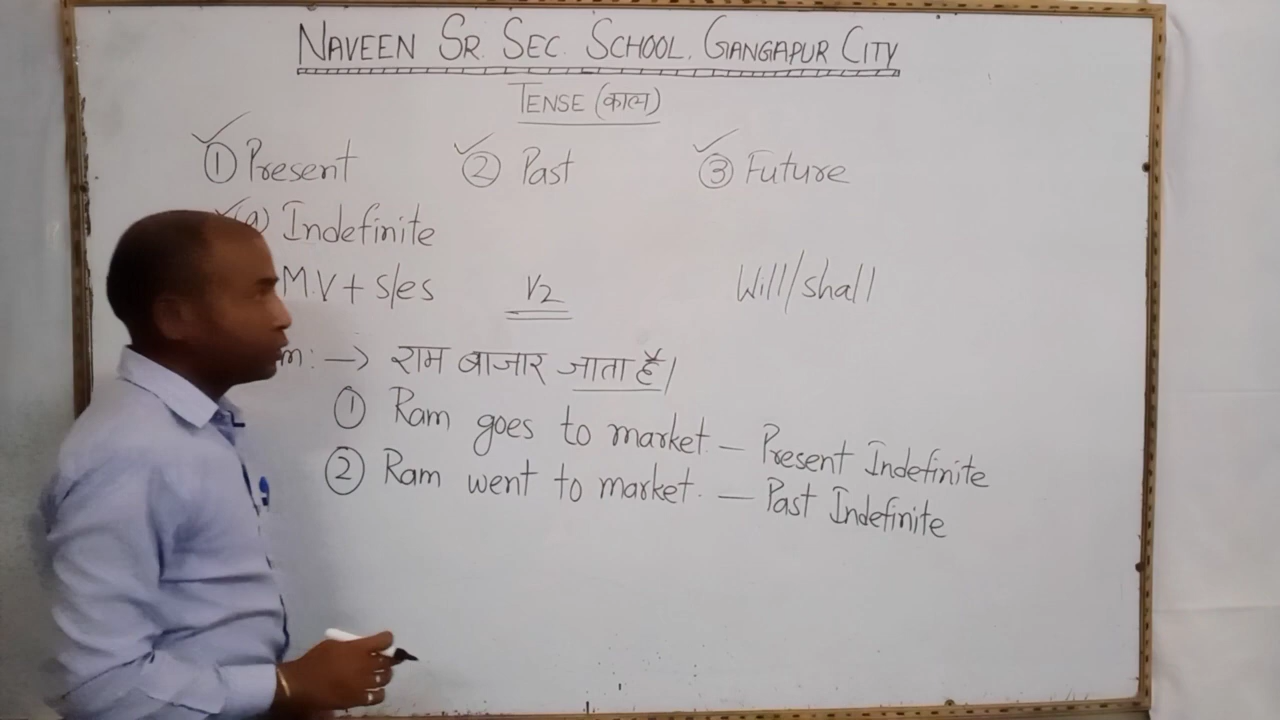 NAVEEN SR. SEC. SCHOOL, GANGAPUR CITY
TENSE (काल)
① Present ② Past ③ Future
(a) Indefinite
M.V + s/es V2 Will/shall
→ राम बाजार जाता है।
① Ram goes to market. — Present Indefinite
② Ram went to market. — Past Indefinite